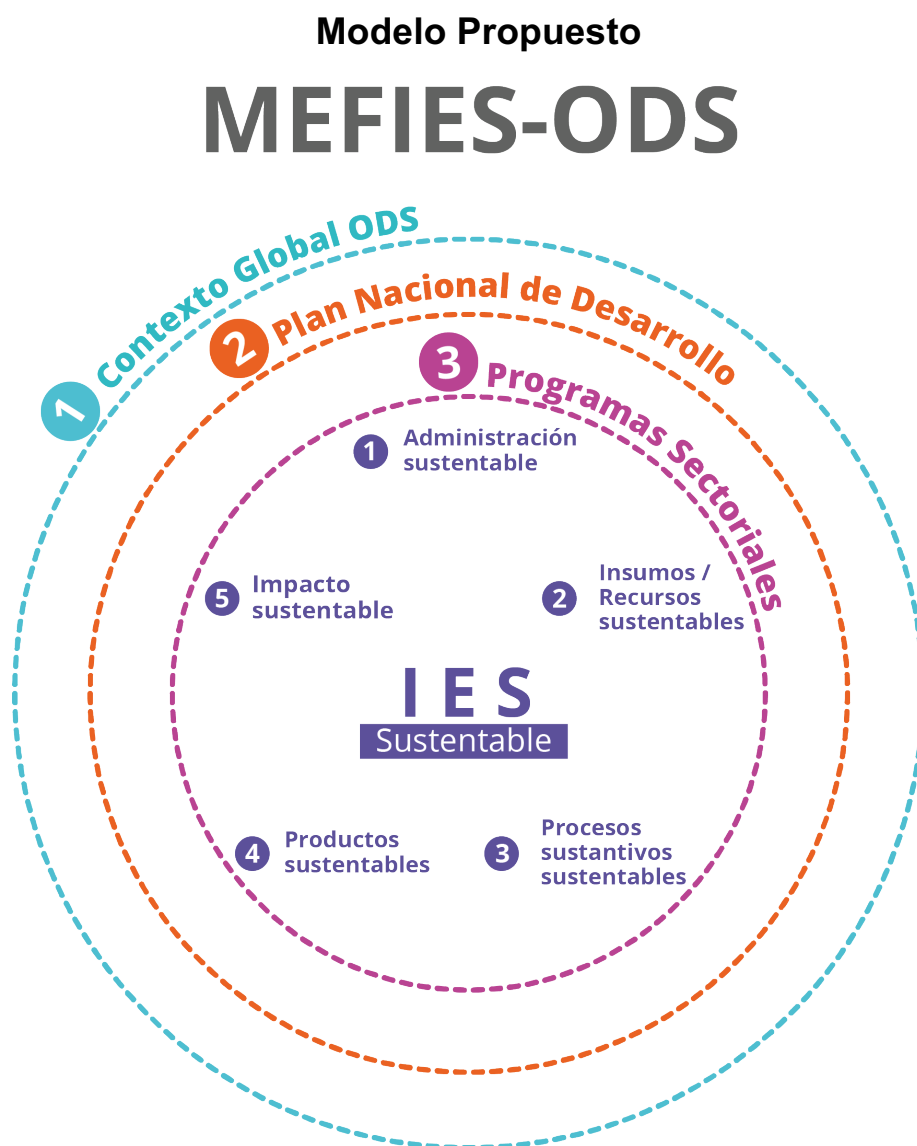 Modelo Propuesto
MEFIES-ODS
1 Contexto Global ODS
2 Plan Nacional de Desarrollo
3 Programas Sectoriales
1 Administración
sustentable
2 Insumos /
Recursos
sustentables
3 Procesos
sustantivos
sustentables
4 Productos
sustentables
5 Impacto
sustentable
I E S
Sustentable